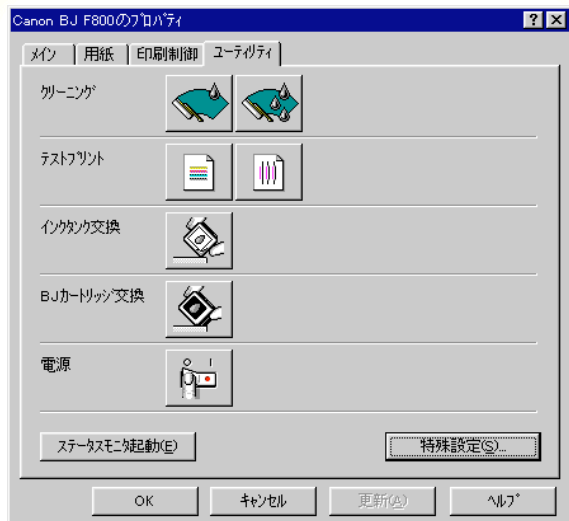 Canon BJ F800のﾌﾟﾛﾊﾟﾃｨ
ﾒｲﾝ 用紙 印刷制御 ﾕｰﾃｨﾘﾃｨ
ｸﾘｰﾆﾝｸﾞ
ﾃｽﾄﾌﾟﾘﾝﾄ
ｲﾝｸﾀﾝｸ交換
BJｶｰﾄﾘｯｼﾞ交換
電源
ｽﾃｰﾀｽﾓﾆﾀ起動(E) 特殊設定(S)...
OK ｷｬﾝｾﾙ 更新(A) ﾍﾙﾌﾟ